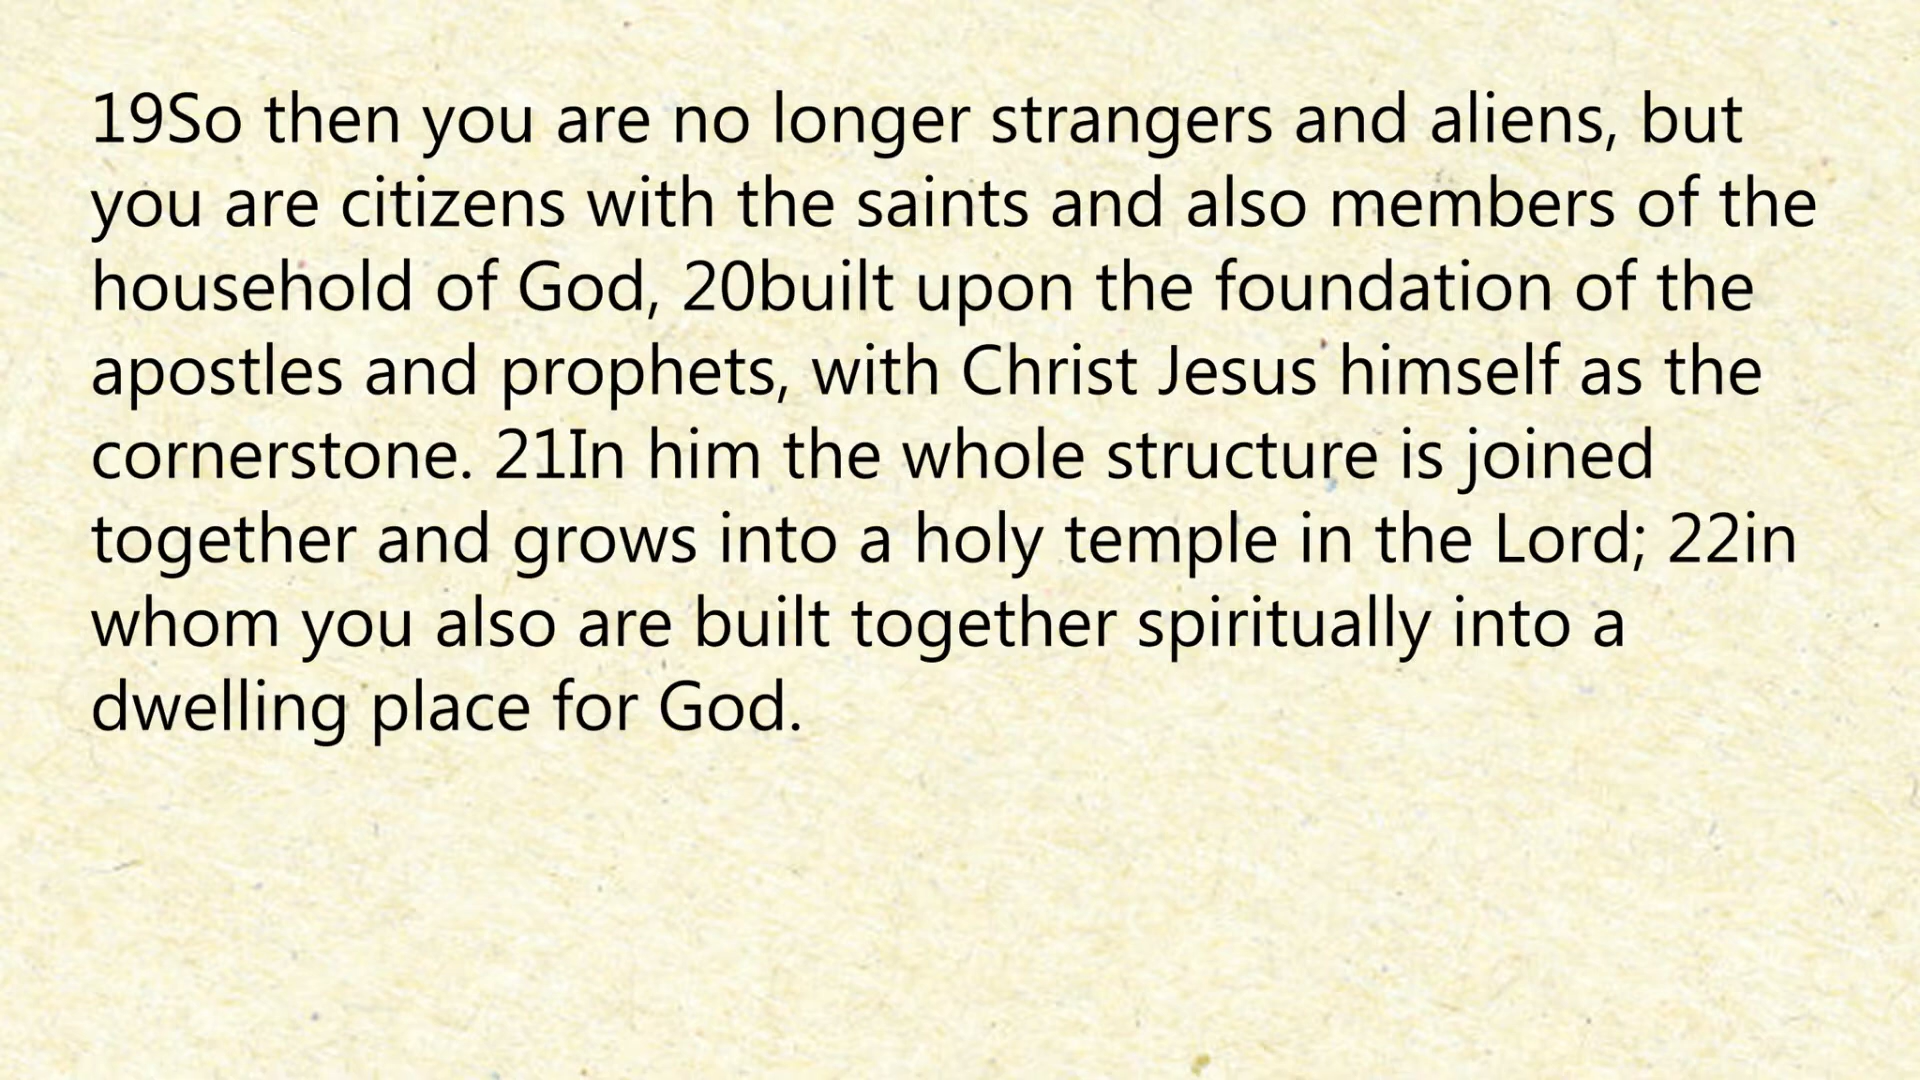 19So then you are no longer strangers and aliens, but
you are citizens with the saints and also members of the
household of God, 20built upon the foundation of the
apostles and prophets, with Christ Jesus himself as the
cornerstone. 21In him the whole structure is joined
together and grows into a holy temple in the Lord; 22in
whom you also are built together spiritually into a
dwelling place for God.